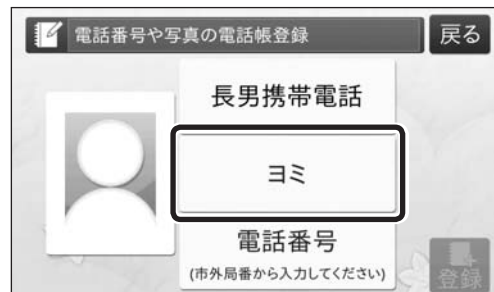 電話番号や写真の電話帳登録
戻る
長男携帯電話
ヨミ
電話番号
(市外局番から入力してください)
登録